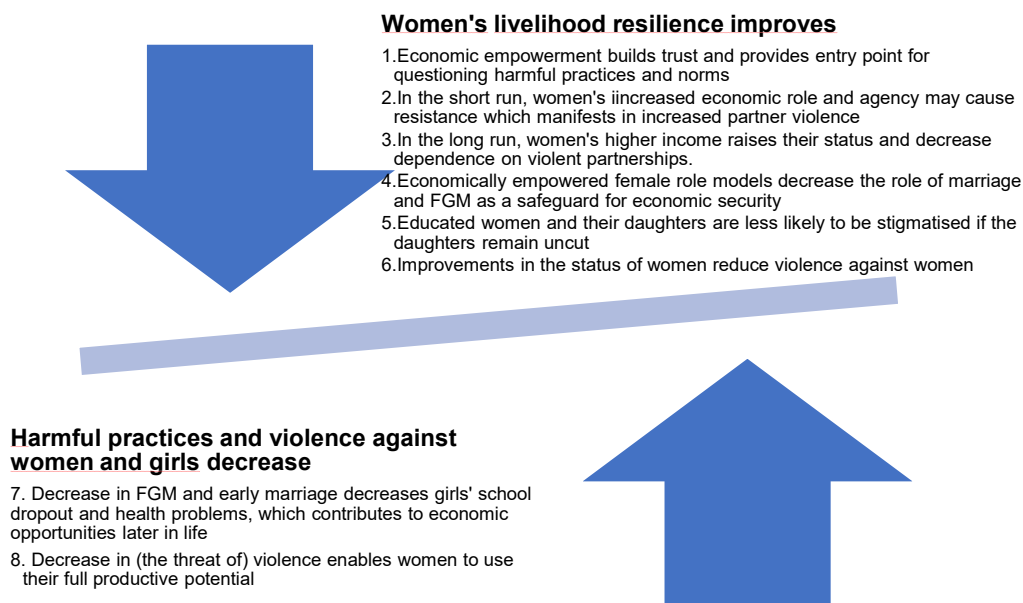 Women's livelihood resilience improves
1.Economic empowerment builds trust and provides entry point for
questioning harmful practices and norms
2.In the short run, women's iincreased economic role and agency may cause
resistance which manifests in increased partner violence
3.In the long run, women's higher income raises their status and decrease
dependence on violent partnerships.
4.Economically empowered female role models decrease the role of marriage
and FGM as a safeguard for economic security
5.Educated women and their daughters are less likely to be stigmatised if the
daughters remain uncut
6.Improvements in the status of women reduce violence against women
Harmful practices and violence against
women and girls decrease
7. Decrease in FGM and early marriage decreases girls' school
dropout and health problems, which contributes to economic
opportunities later in life
8. Decrease in (the threat of) violence enables women to use
their full productive potential